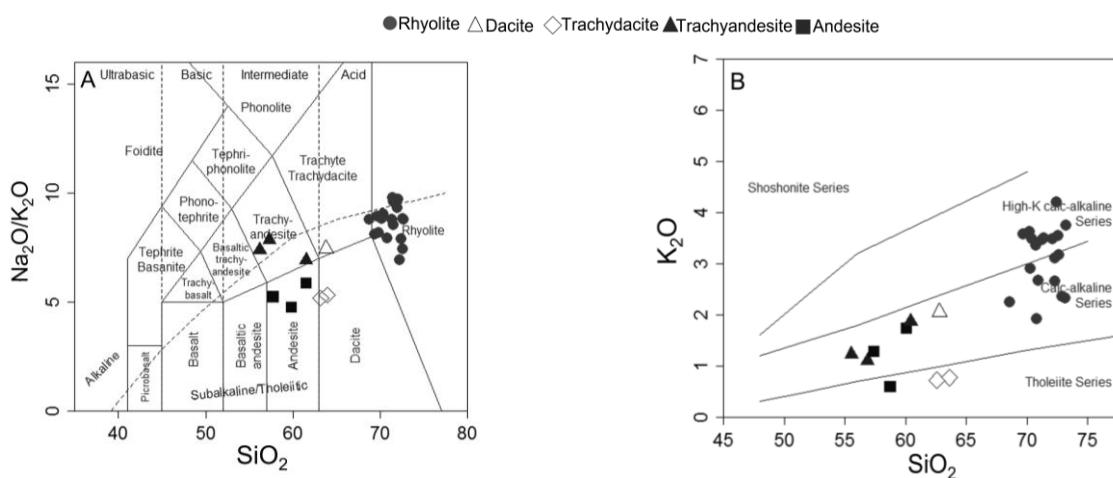 Rhyolite Dacite Trachydacite Trachyandesite Andesite
A
Ultrabasic Basic Intermediate Acid
Phonolite
Foidite
Tephri-
phonolite
Trachyte
Trachydacite
Phono-
tephrite
Trachy-
andesite
Rhyolite
Tephrite
Basanite
Basaltic
trachy-
andesite
Trachy-
basalt
Basalt
Basaltic
andesite
Andesite
Dacite
Alkaline
Picrobasalt
Subalkaline/Tholeiitic
Na2O/K2O
0 5 10 15
40 50 60 70 80
SiO2
B
Shoshonite Series
High-K calc-alkaline
Series
Calc-alkaline
Series
Tholeiite Series
K2O
0 1 2 3 4 5 6 7
45 50 55 60 65 70 75
SiO2